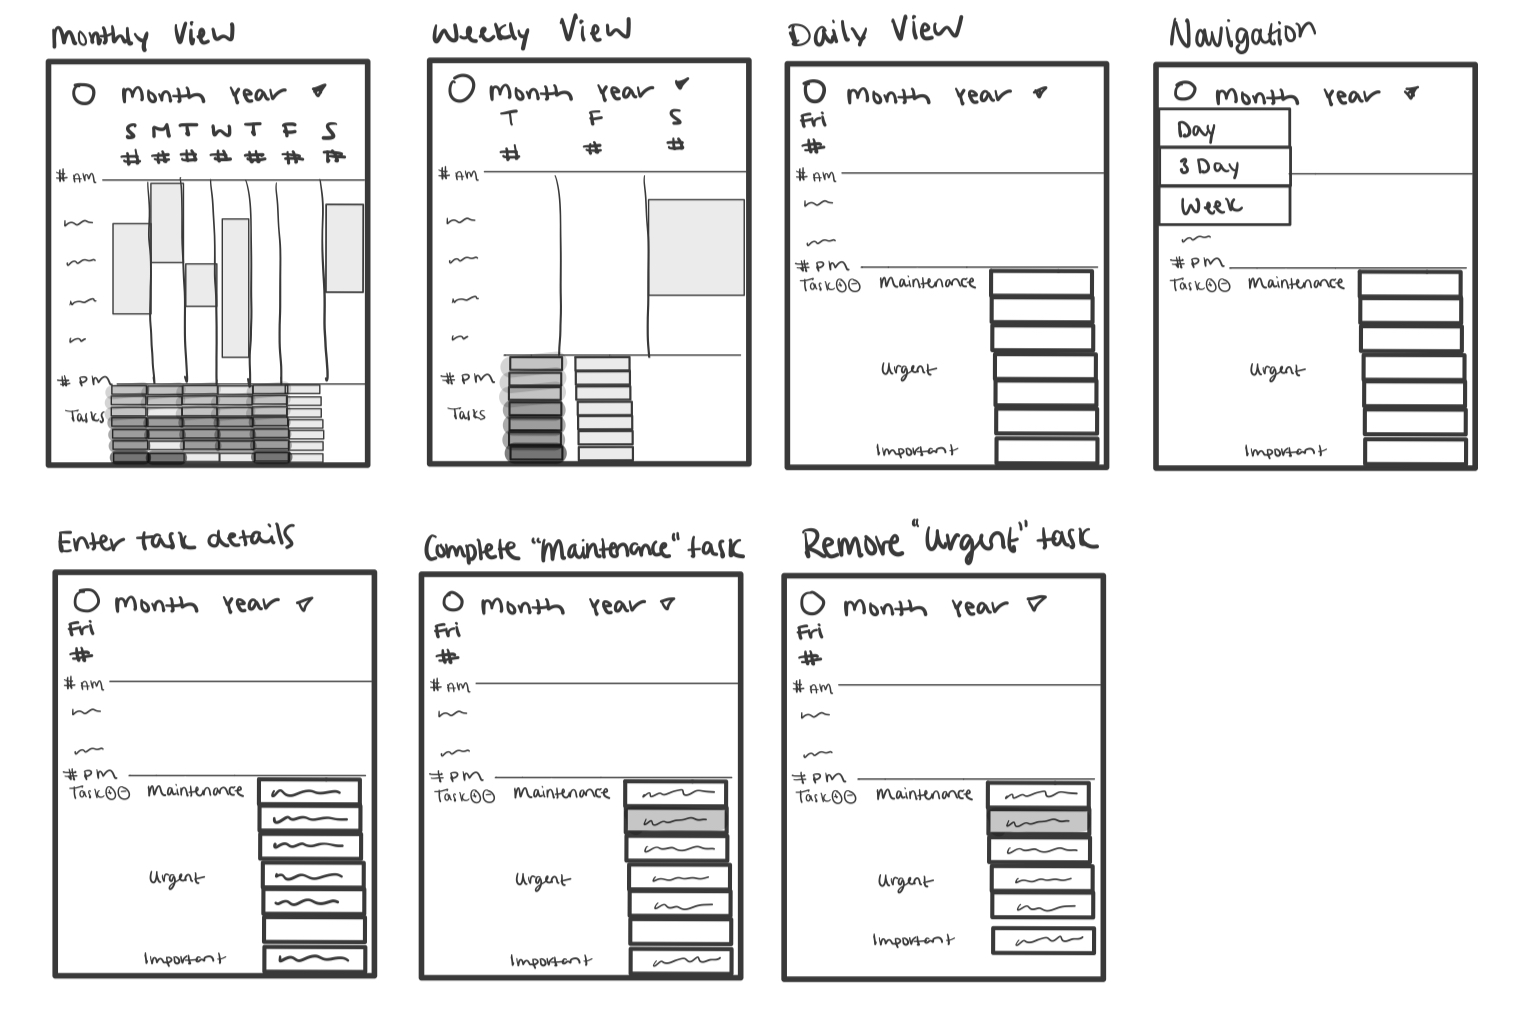 Monthly View
Month Year
S M T W T F S
# # # # # # #
# AM
# PM
Tasks
Weekly View
Month Year
T F S
# # #
# AM
# PM
Tasks
Daily View
Month Year
Fri
#
# AM
# PM
Task Maintenance
Urgent
Important
Navigation
Month Year
Day
3 Day
Week
# PM
Task Maintenance
Urgent
Important
Enter task details
Month Year
Fri
#
# AM
# PM
Task Maintenance
Urgent
Important
Complete "Maintenance" task
Month Year
Fri
#
# AM
# PM
Task Maintenance
Urgent
Important
Remove "Urgent" task
Month Year
Fri
#
# AM
# PM
Task Maintenance
Urgent
Important